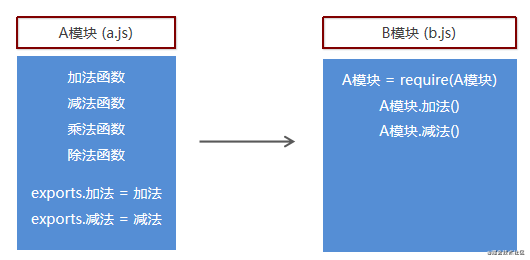 A模块 (a.js)
加法函数
减法函数
乘法函数
除法函数
exports.加法 = 加法
exports.减法 = 减法
B模块 (b.js)
A模块 = require(A模块)
A模块.加法()
A模块.减法()